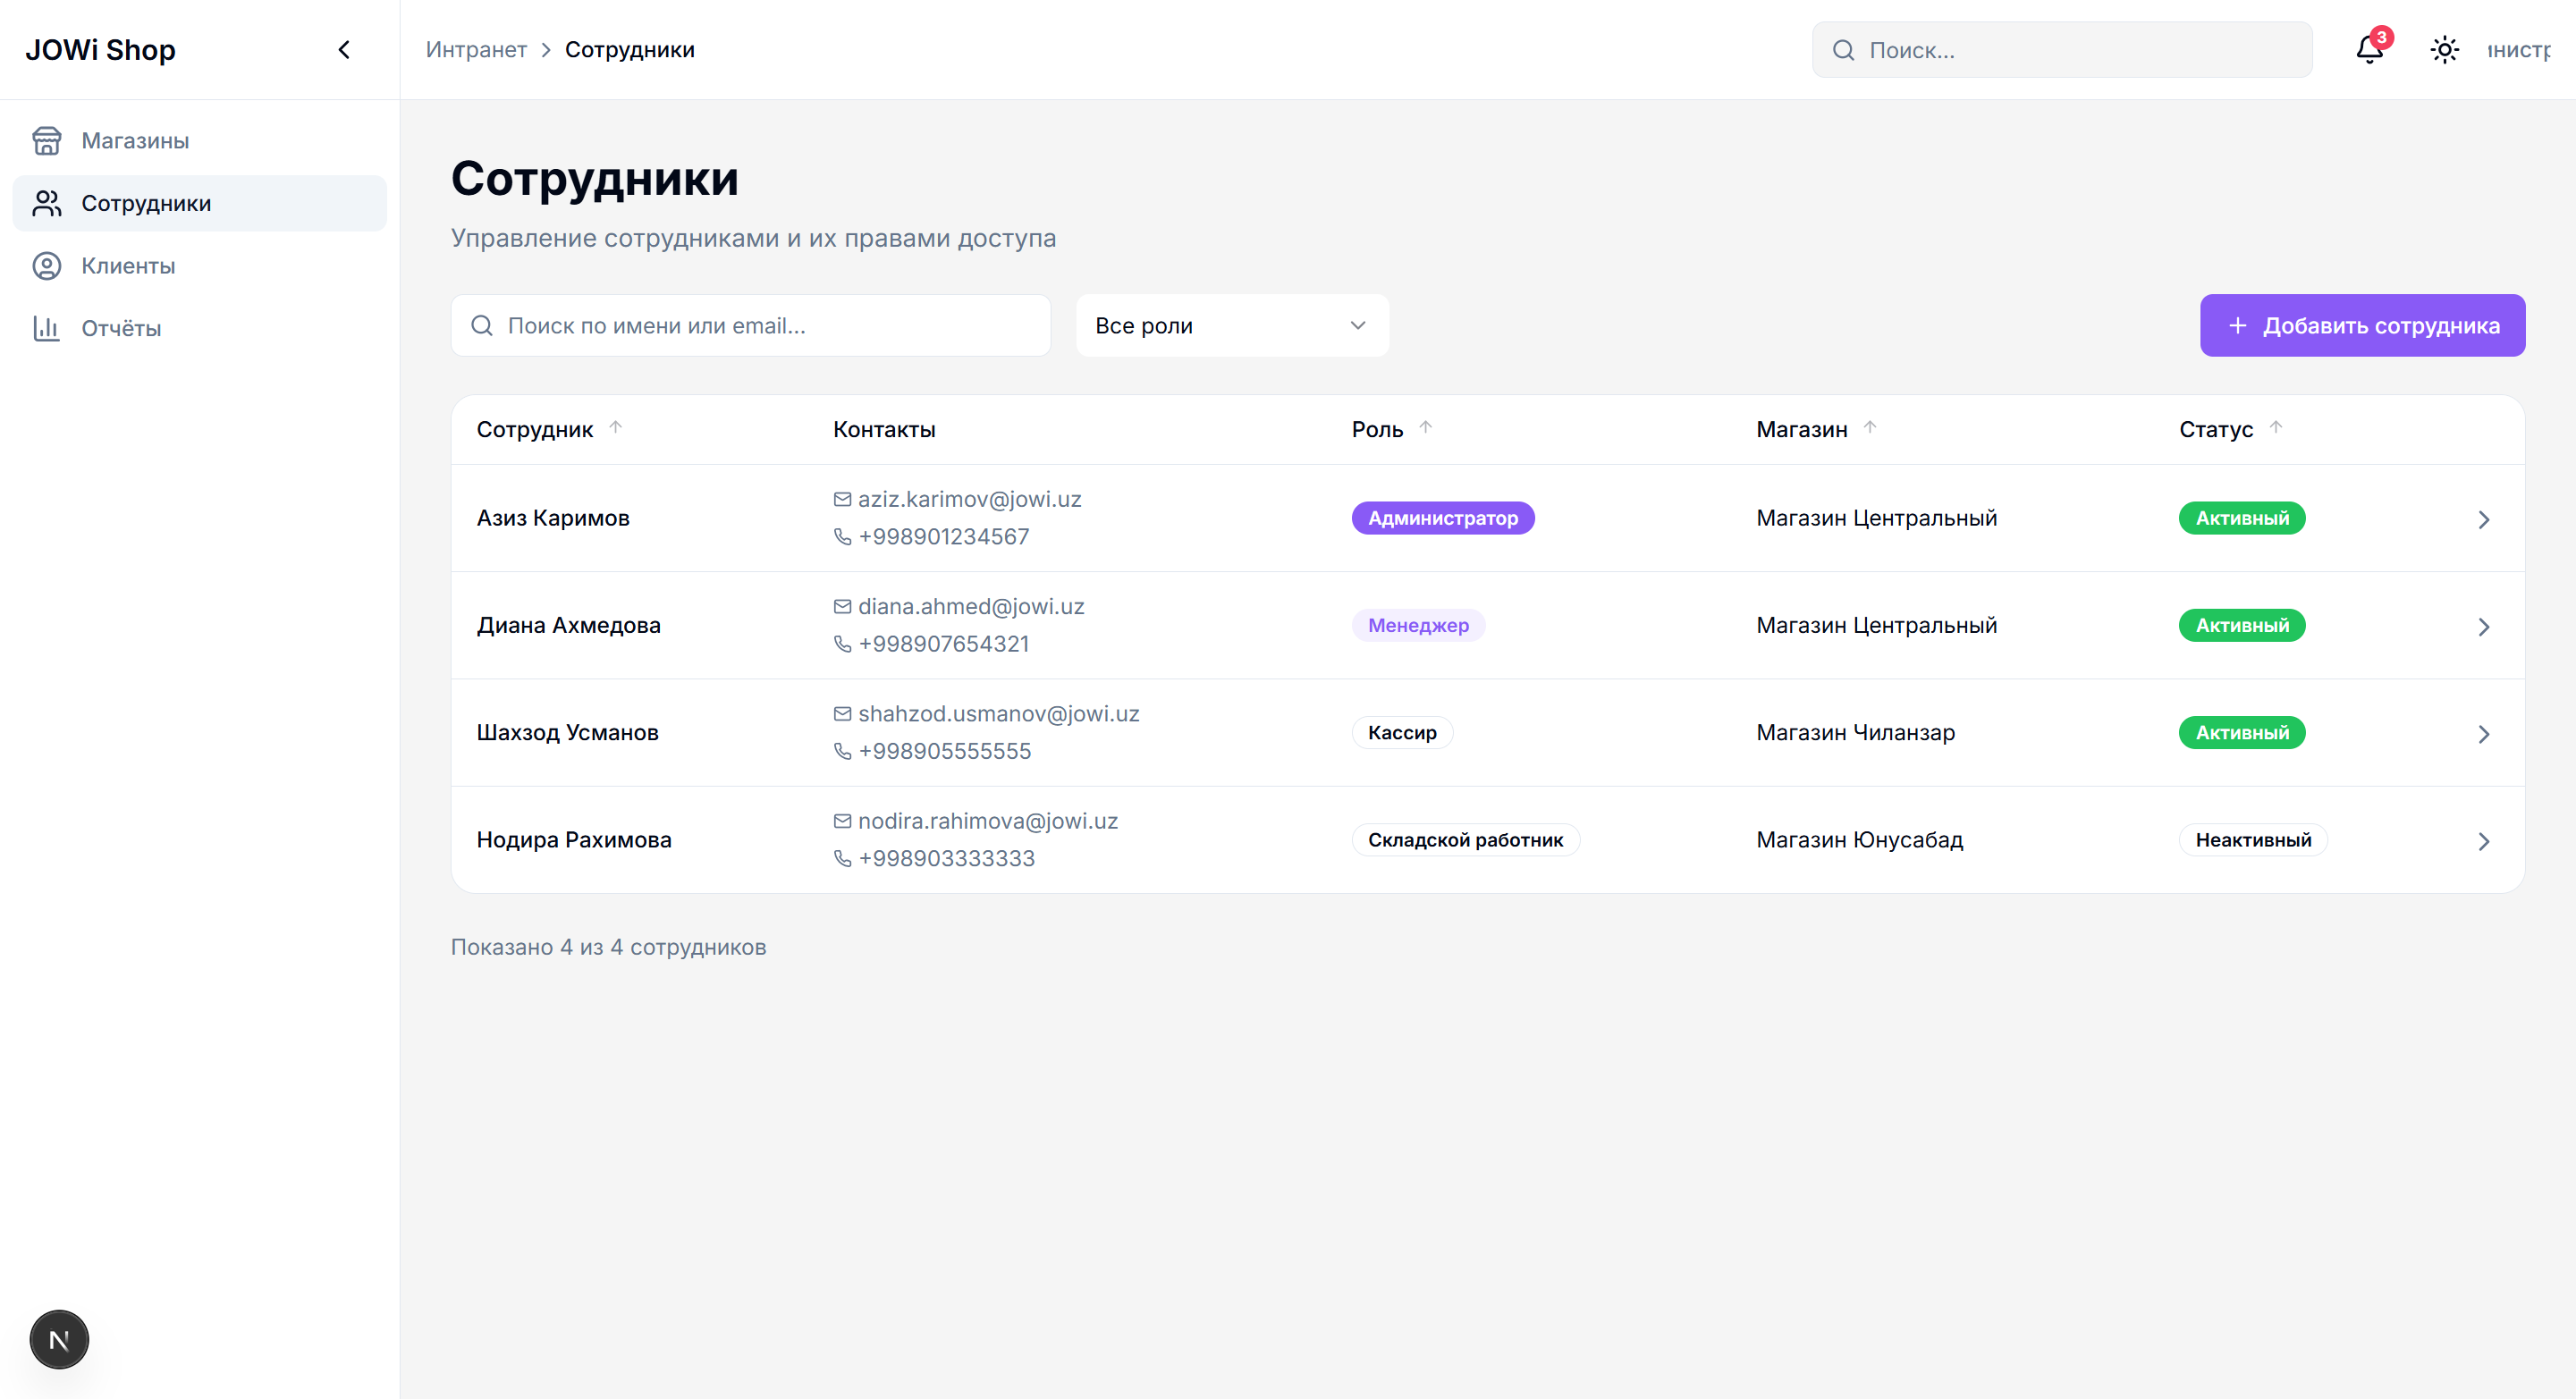 JOWi Shop
Интранет > Сотрудники
Поиск...
3
Магазины
Сотрудники
Клиенты
Отчёты
Сотрудники
Управление сотрудниками и их правами доступа
Поиск по имени или email...
Все роли
+ Добавить сотрудника
Сотрудник Контакты Роль Магазин Статус
aziz.karimov@jowi.uz
Азиз Каримов Администратор Магазин Центральный Активный
+998901234567
diana.ahmed@jowi.uz
Диана Ахмедова Менеджер Магазин Центральный Активный
+998907654321
shahzod.usmanov@jowi.uz
Шахзод Усманов Кассир Магазин Чиланзар Активный
+998905555555
nodira.rahimova@jowi.uz
Нодира Рахимова Складской работник Магазин Юнусабад Неактивный
+998903333333
Показано 4 из 4 сотрудников
N